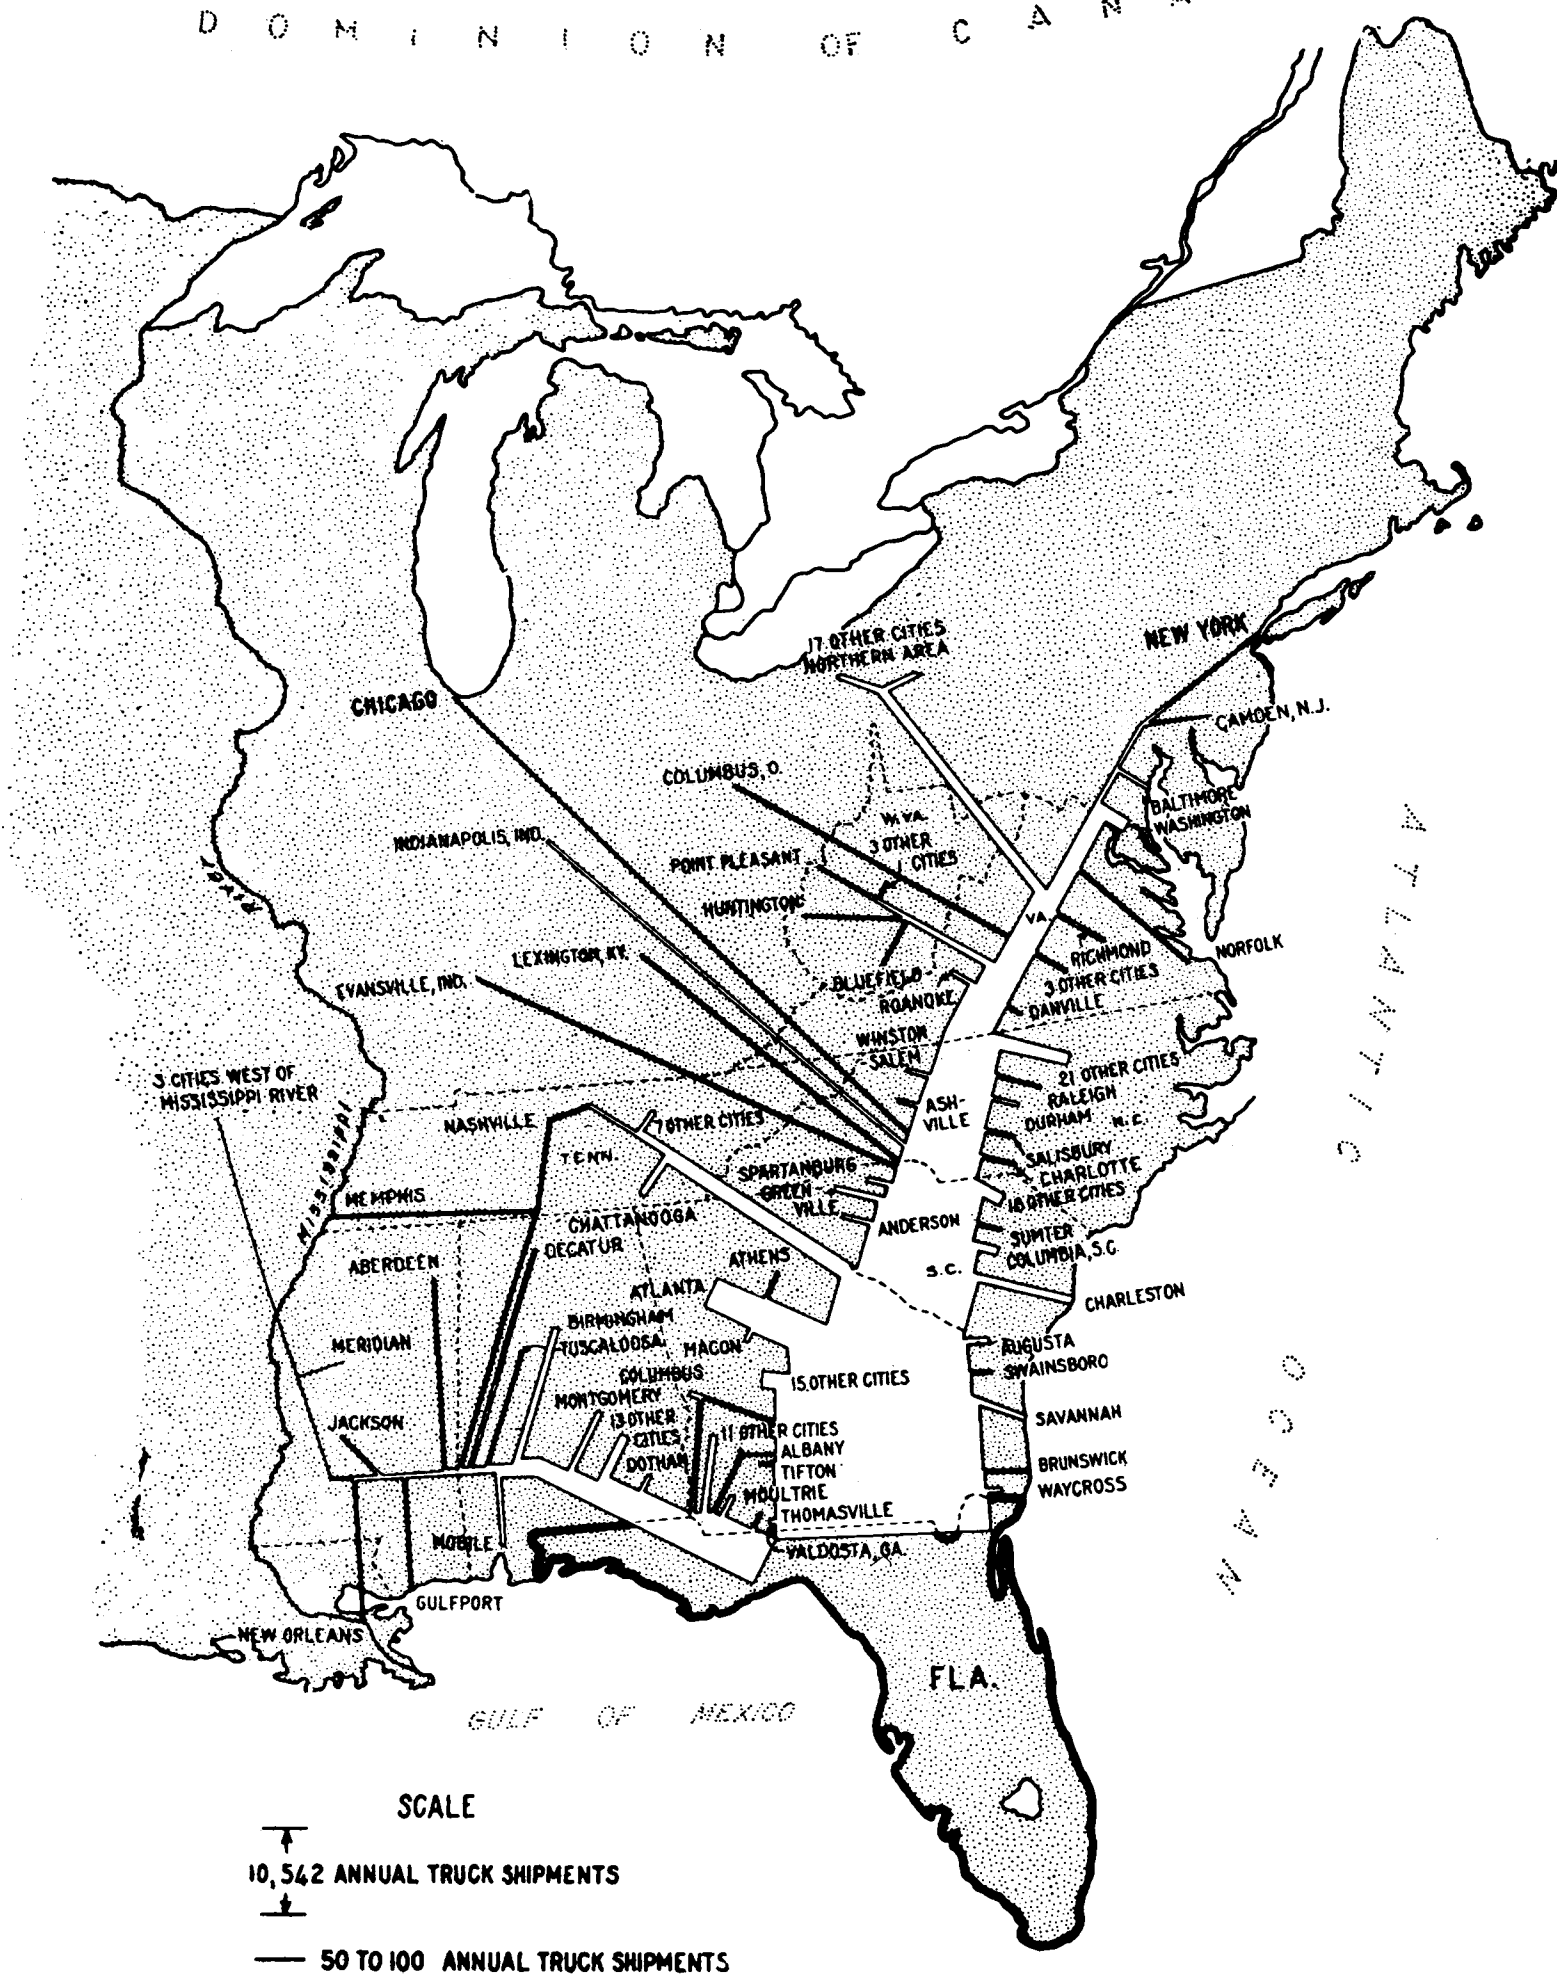 DOMINION OF CAN
17 OTHER CITIES
NORTHERN AREA
NEW YORK
CHICAGO
CAMDEN, N.J.
COLUMBUS, O.
BALTIMORE
WASHINGTON
W. VA.
3 OTHER
CITIES
INDIANAPOLIS, IND.
POINT PLEASANT
HUNTINGTON
VA.
RICHMOND
NORFOLK
LEXINGTON, KY.
BLUEFIELD
3 OTHER CITIES
EVANSVILLE, IND.
ROANOKE
DANVILLE
WINSTON
SALEM
ATLANTIC
OCEAN
RIVER
MISSISSIPPI
3 CITIES WEST OF
MISSISSIPPI RIVER
21 OTHER CITIES
RALEIGH
DURHAM N.C.
ASH-
VILLE
NASHVILLE
7 OTHER CITIES
TENN.
SALISBURY
CHARLOTTE
SPARTANBURG
GREEN
VILLE
18 OTHER CITIES
MEMPHIS
CHATTANOOGA
ANDERSON
SUMTER
COLUMBIA, S.C.
DECATUR
ABERDEEN
ATHENS
S.C.
ATLANTA
CHARLESTON
BIRMINGHAM
TUSCALOOSA
MERIDIAN
MACON
AUGUSTA
SWAINSBORO
COLUMBUS
15 OTHER CITIES
MONTGOMERY
JACKSON
13 OTHER
CITIES
SAVANNAH
11 OTHER CITIES
ALBANY
DOTHAN
TIFTON
BRUNSWICK
MOULTRIE
WAYCROSS
THOMASVILLE
MOBILE
VALDOSTA, GA.
GULFPORT
NEW ORLEANS
FLA.
GULF OF MEXICO
SCALE
10,542 ANNUAL TRUCK SHIPMENTS
50 TO 100 ANNUAL TRUCK SHIPMENTS